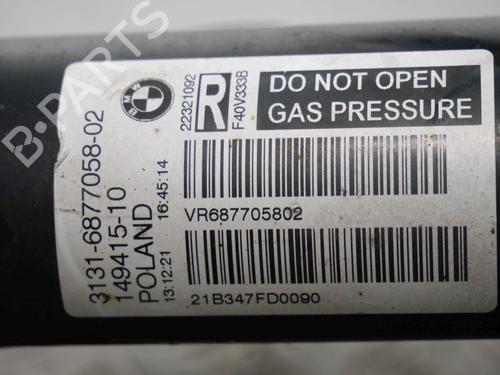 B-PARTS
BMW
3131-6877058-02
149415-10
POLAND
13:12:21 16:45:14
22321092
R
F40V333B
DO NOT OPEN
GAS PRESSURE
VR687705802
21B347FD0090